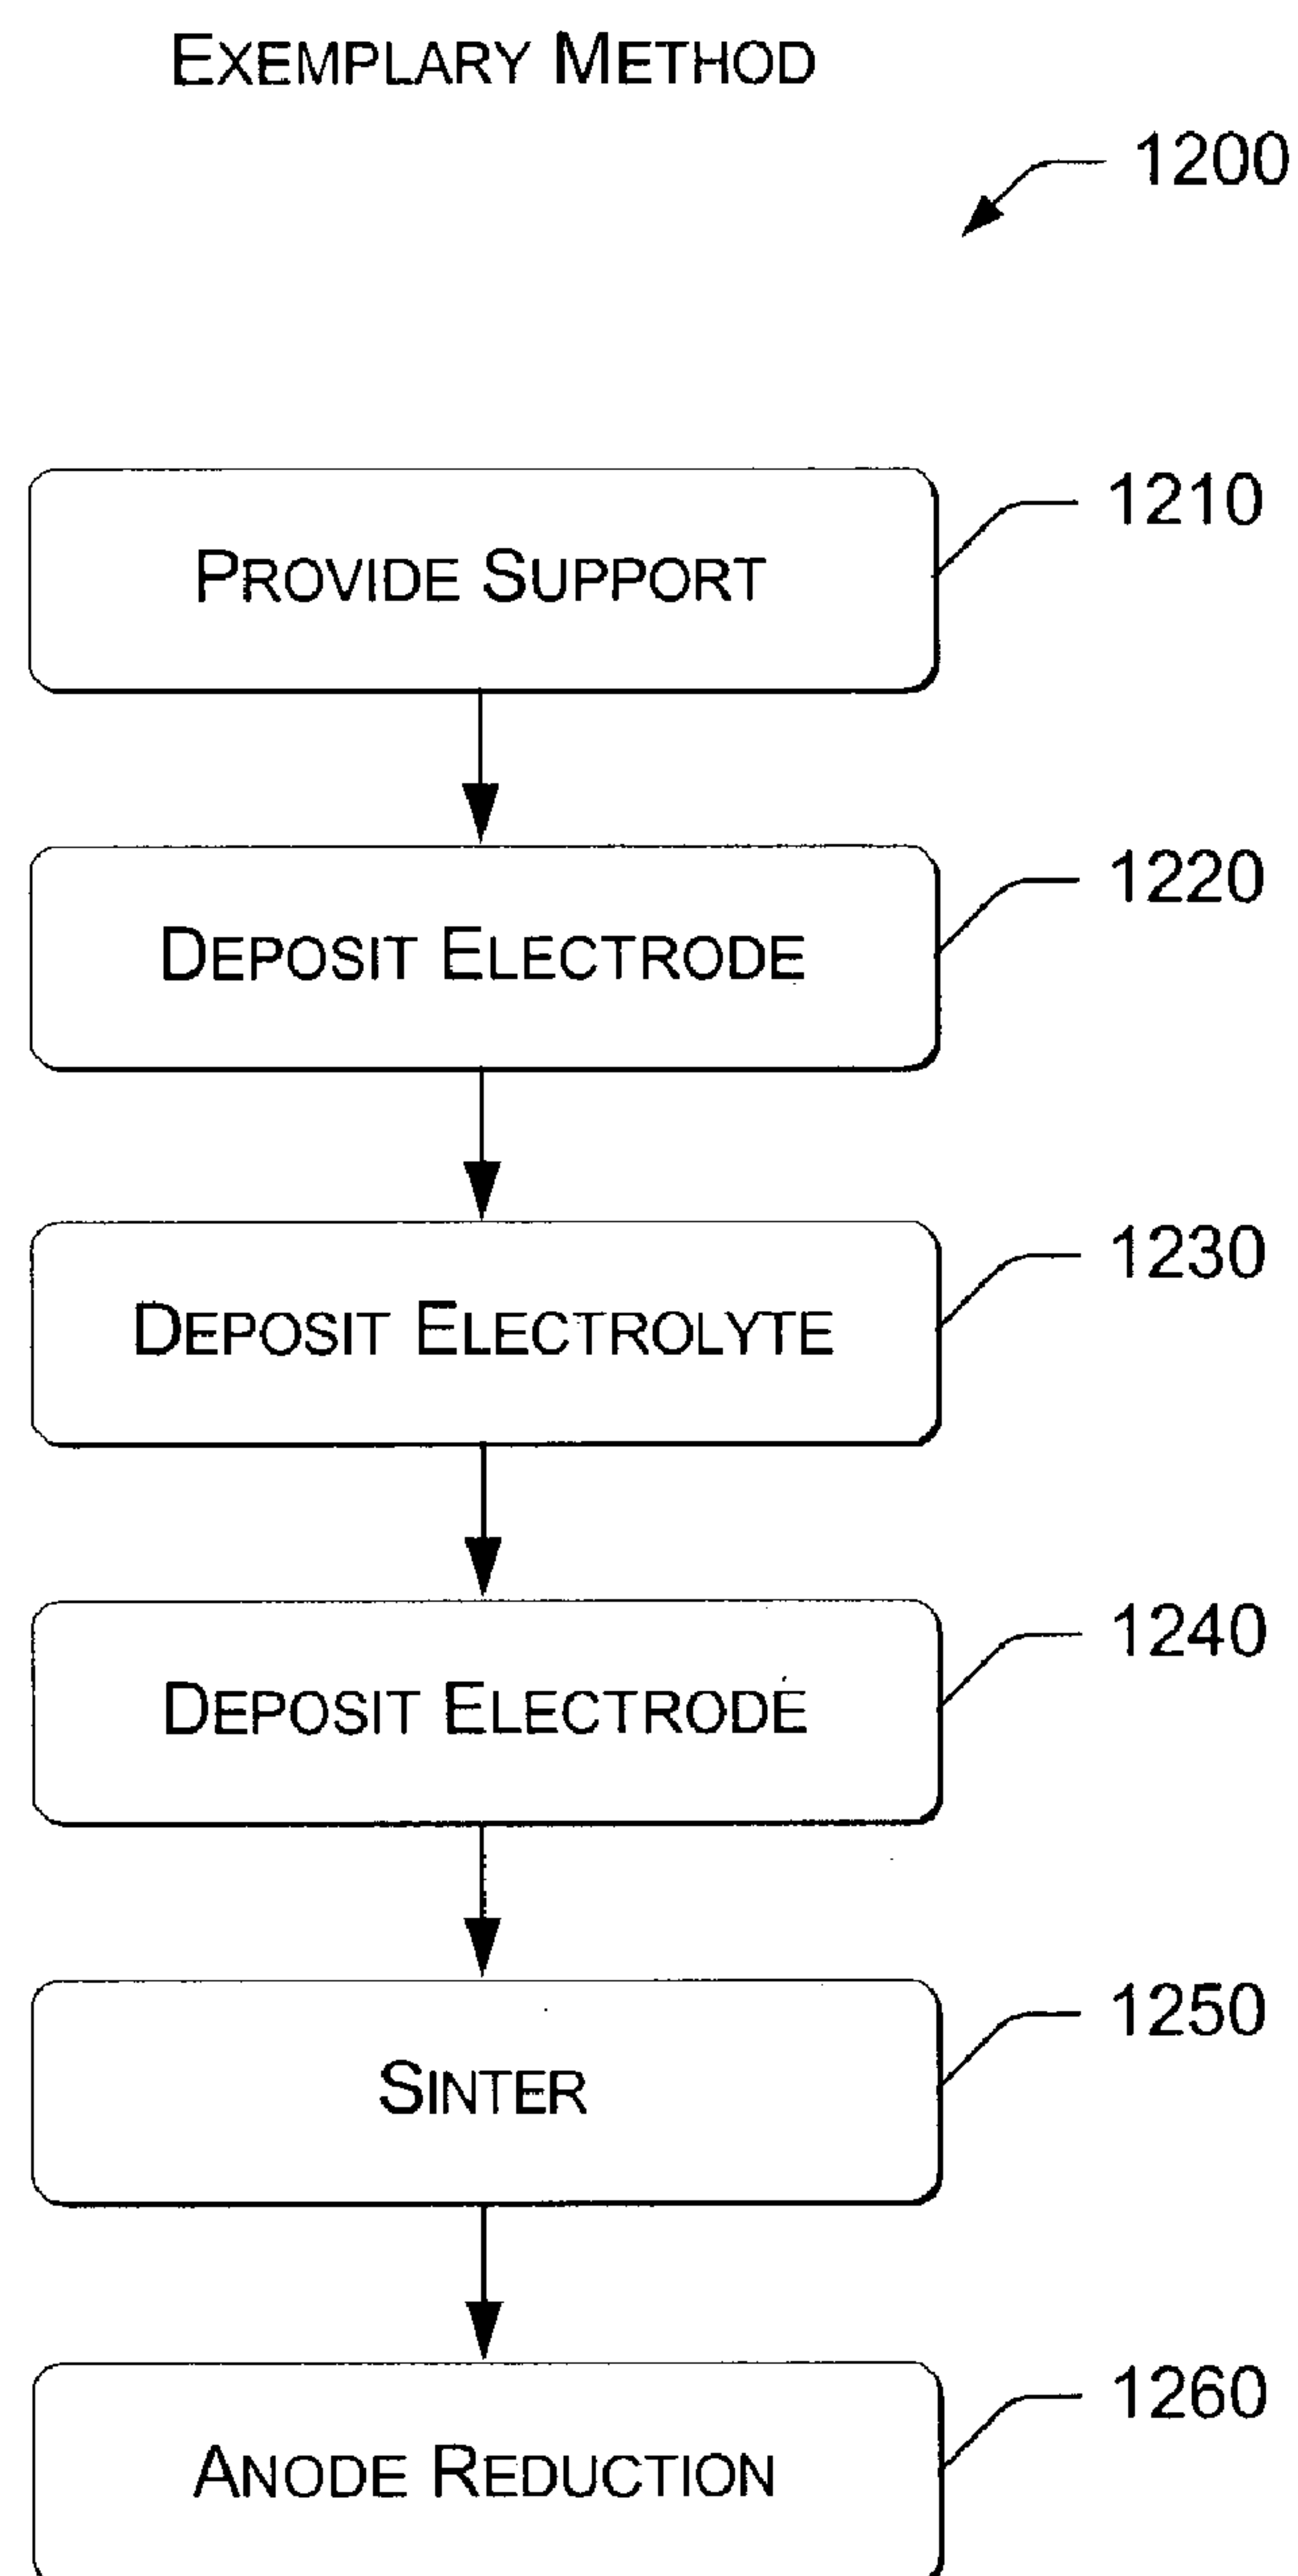 EXEMPLARY METHOD
1200
PROVIDE SUPPORT
1210
DEPOSIT ELECTRODE
1220
DEPOSIT ELECTROLYTE
1230
DEPOSIT ELECTRODE
1240
SINTER
1250
ANODE REDUCTION
1260